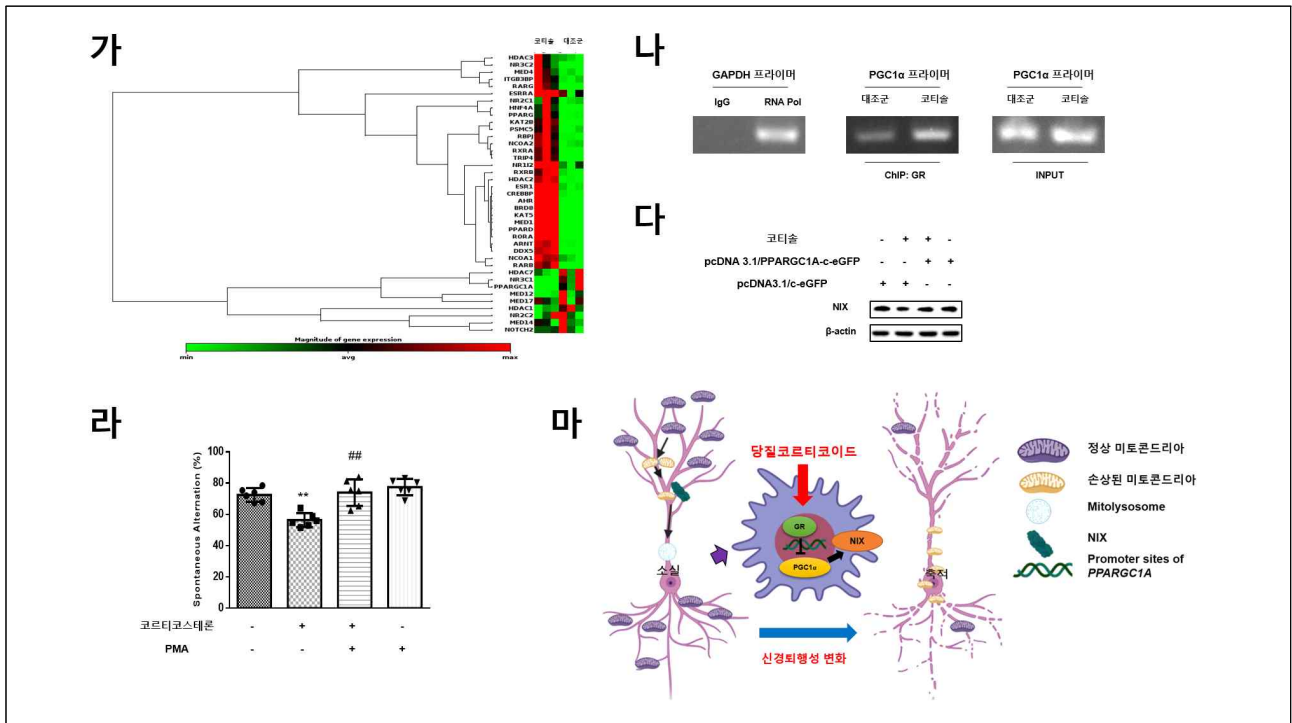 가
코티솔 대조군
HDAC3
NR3C2
MED4
ITGB3BP
RARG
ESRRA
NR2C1
HNF4A
PPARG
KAT2B
PSMC5
RBPJ
NCOA2
RXRA
TRIP4
NR1I2
RXRB
HDAC2
ESR1
CREBBP
AHR
BRD8
KAT5
MED1
PPARD
RORA
ARNT
DDX5
NCOA1
RARB
HDAC7
NR3C1
PPARGC1A
MED12
MED17
HDAC1
NR2C2
MED14
NOTCH2
Magnitude of gene expression
min avg max
나
GAPDH 프라이머 PGC1α 프라이머 PGC1α 프라이머
IgG RNA Pol 대조군 코티솔 대조군 코티솔
ChIP: GR INPUT
다
코티솔 - + + -
pcDNA 3.1/PPARGC1A-c-eGFP - - + +
pcDNA3.1/c-eGFP + + - -
NIX
β-actin
라
Spontaneous Alternation (%)
100
80
60
40
20
0
**
##
코르티코스테론 - + + -
PMA - - + +
마
당질코르티코이드
GR
NIX
PGC1α
소실
축적
신경퇴행성 변화
정상 미토콘드리아
손상된 미토콘드리아
Mitolysosome
NIX
Promoter sites of
PPARGC1A